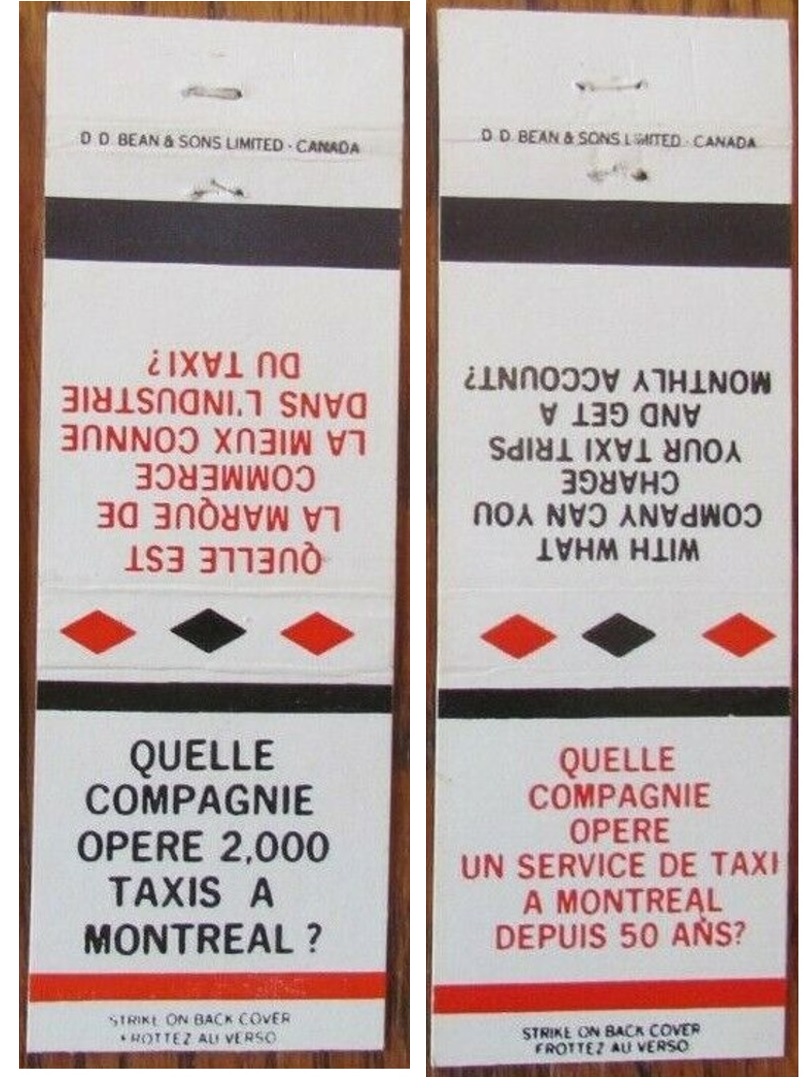 D. D. BEAN & SONS LIMITED - CANADA
QUELLE EST
LA MARQUE DE
COMMERCE
LA MIEUX CONNUE
DANS L'INDUSTRIE
DU TAXI?
QUELLE
COMPAGNIE
OPERE 2,000
TAXIS A
MONTREAL ?
STRIKE ON BACK COVER
FROTTEZ AU VERSO
D. D. BEAN & SONS LIMITED - CANADA
WITH WHAT
COMPANY CAN YOU
CHARGE
YOUR TAXI TRIPS
AND GET A
MONTHLY ACCOUNT?
QUELLE
COMPAGNIE
OPERE
UN SERVICE DE TAXI
A MONTREAL
DEPUIS 50 ANS?
STRIKE ON BACK COVER
FROTTEZ AU VERSO